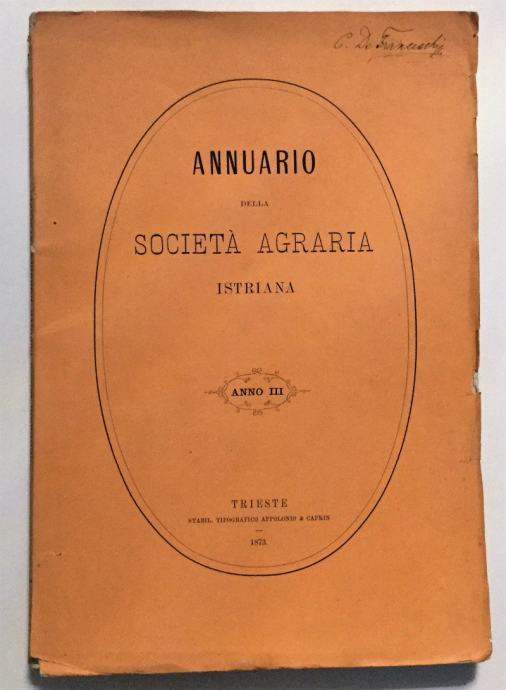 C. De Franceschi
ANNUARIO
DELLA
SOCIETÀ AGRARIA
ISTRIANA
ANNO III
TRIESTE
STABIL. TIPOGRAFICO APPOLONIO & CAPRIN
1873.